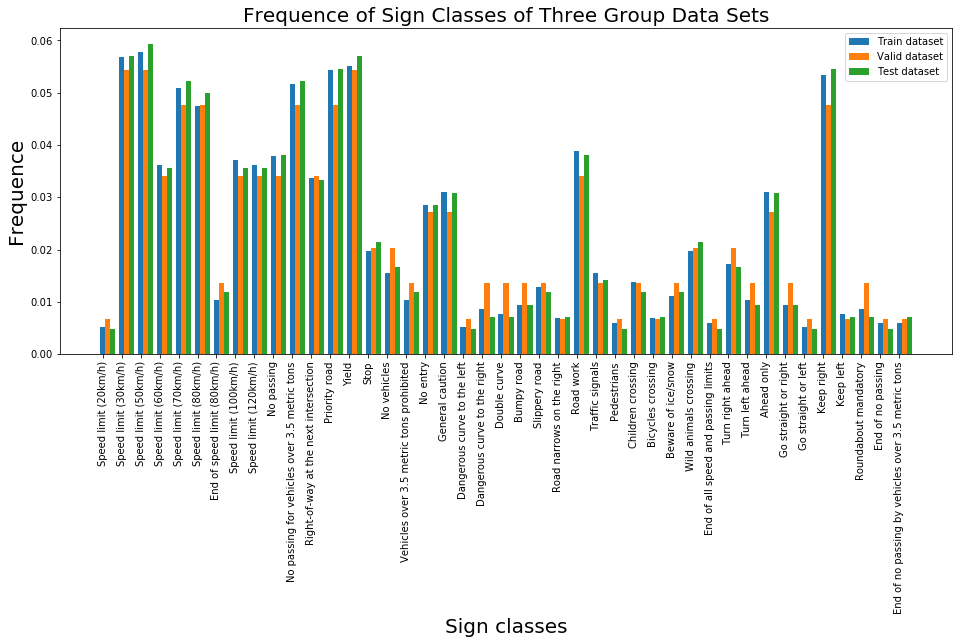 Frequence of Sign Classes of Three Group Data Sets
Train dataset
Valid dataset
Test dataset
Frequence
0.06
0.05
0.04
0.03
0.02
0.01
0.00
Speed limit (20km/h)
Speed limit (30km/h)
Speed limit (50km/h)
Speed limit (60km/h)
Speed limit (70km/h)
Speed limit (80km/h)
End of speed limit (80km/h)
Speed limit (100km/h)
Speed limit (120km/h)
No passing
No passing for vehicles over 3.5 metric tons
Right-of-way at the next intersection
Priority road
Yield
Stop
No vehicles
Vehicles over 3.5 metric tons prohibited
No entry
General caution
Dangerous curve to the left
Dangerous curve to the right
Double curve
Bumpy road
Slippery road
Road narrows on the right
Road work
Traffic signals
Pedestrians
Children crossing
Bicycles crossing
Beware of ice/snow
Wild animals crossing
End of all speed and passing limits
Turn right ahead
Turn left ahead
Ahead only
Go straight or right
Go straight or left
Keep right
Keep left
Roundabout mandatory
End of no passing
End of no passing by vehicles over 3.5 metric tons
Sign classes